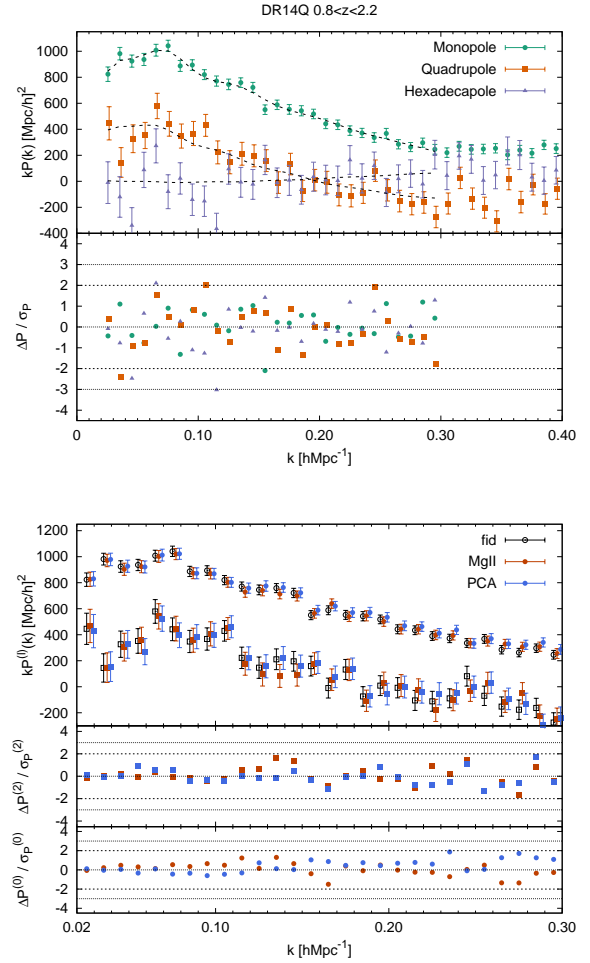 DR14Q 0.8<z<2.2
Monopole
Quadrupole
Hexadecapole
kP(k) [Mpc/h]²
1000
800
600
400
200
0
-200
-400
ΔP / σ_P
4
3
2
1
0
-1
-2
-3
-4
0 0.10 0.20 0.30 0.40
k [hMpc⁻¹]
fid
MgII
PCA
kP⁽ˡ⁾(k) [Mpc/h]²
1200
1000
800
600
400
200
0
-200
ΔP⁽²⁾ / σ_P⁽²⁾
4
2
0
-2
-4
ΔP⁽⁰⁾ / σ_P⁽⁰⁾
4
2
0
-2
-4
0.02 0.10 0.20 0.30
k [hMpc⁻¹]